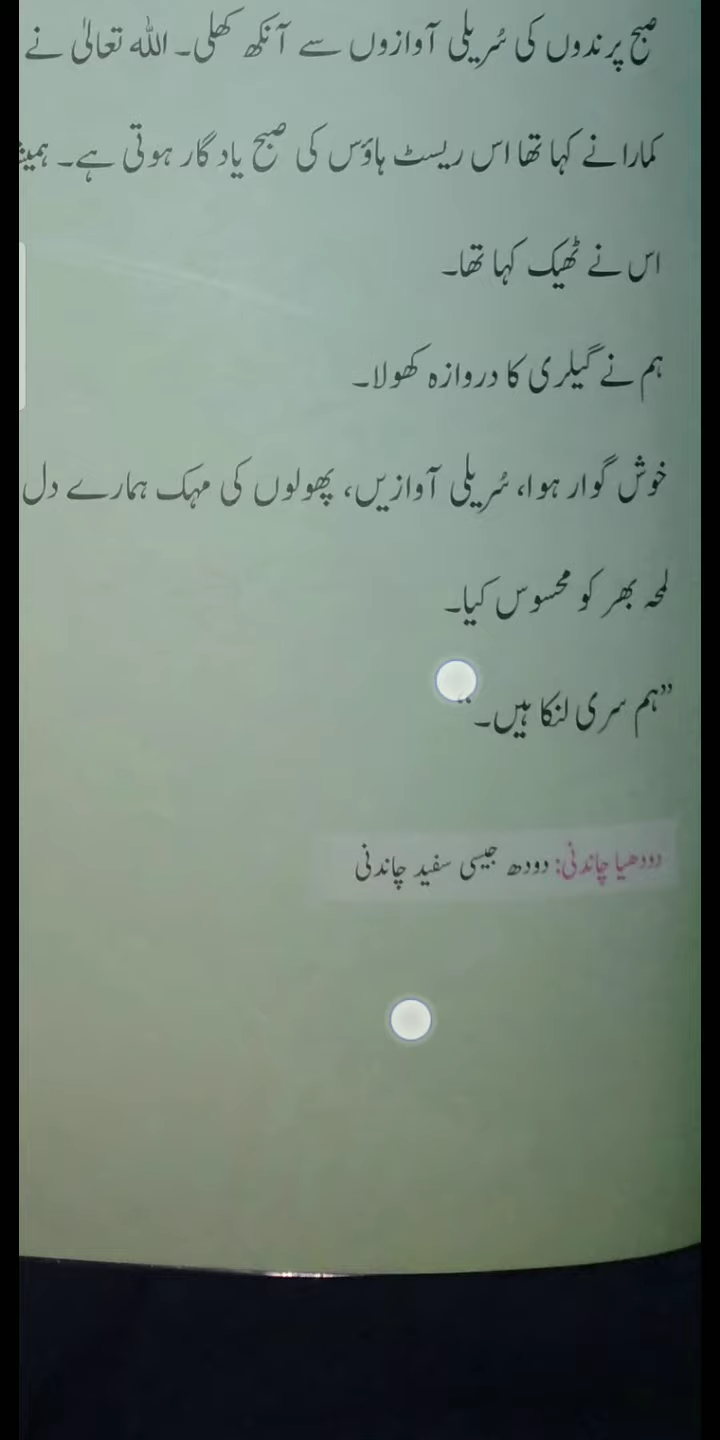 صبح پرندوں کی سُریلی آوازوں سے آنکھ کھلی۔ اللہ تعالیٰ نے
کمارا نے کہا تھا اس ریسٹ ہاؤس کی صبح یاد گار ہوتی ہے۔
اس نے ٹھیک کہا تھا۔
ہم نے گیلری کا دروازہ کھولا۔
خوش گوار ہوا، سُریلی آوازیں، پھولوں کی مہک ہمارے دل
لمحہ بھر کو محسوس کیا۔
”ہم سری لنکا ہیں۔“
دودھیا چاندنی: دودھ جیسی سفید چاندنی